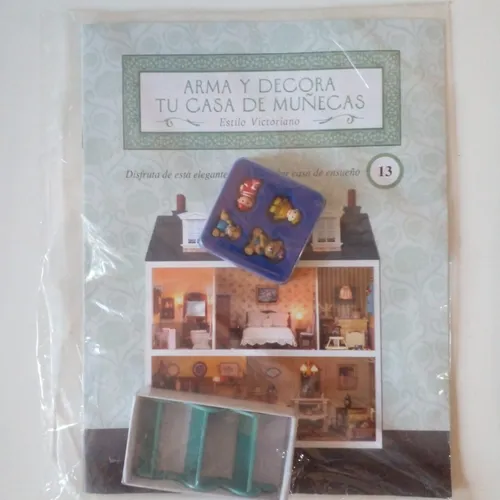 ARMA Y DECORA
TU CASA DE MUÑECAS
Estilo Victoriano
Disfruta de esta elegante casa de ensueño
13